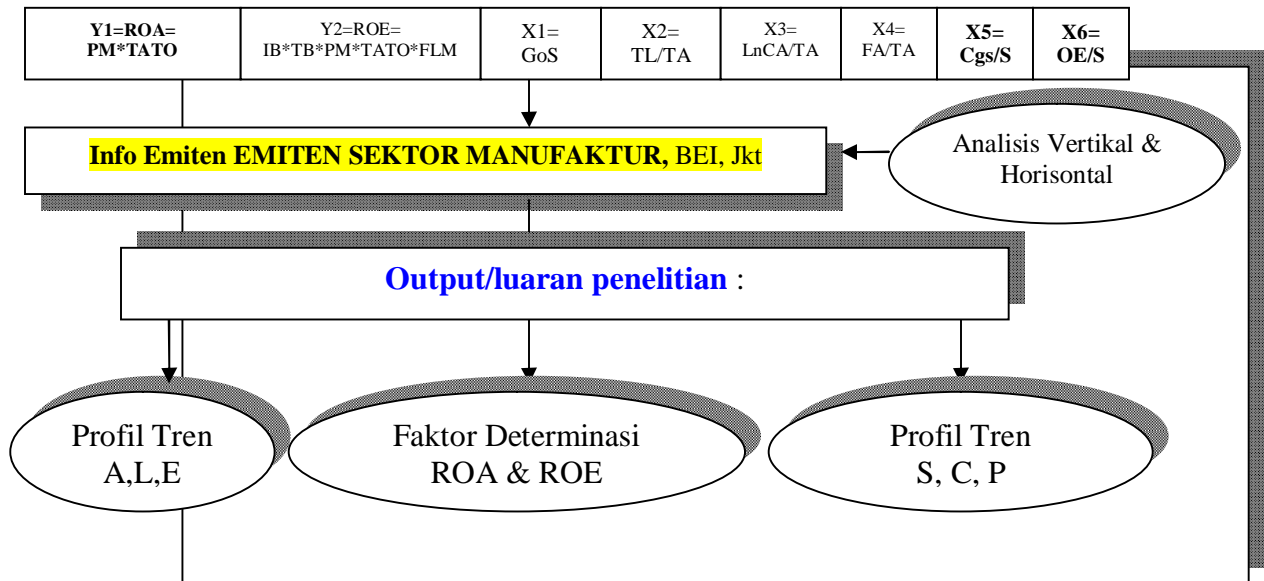 Y1=ROA=
PM*TATO
Y2=ROE=
IB*TB*PM*TATO*FLM
X1=
GoS
X2=
TL/TA
X3=
LnCA/TA
X4=
FA/TA
X5=
Cgs/S
X6=
OE/S
Info Emiten EMITEN SEKTOR MANUFAKTUR, BEI, Jkt
Analisis Vertikal &
Horisontal
Output/luaran penelitian :
Profil Tren
A,L,E
Faktor Determinasi
ROA & ROE
Profil Tren
S, C, P